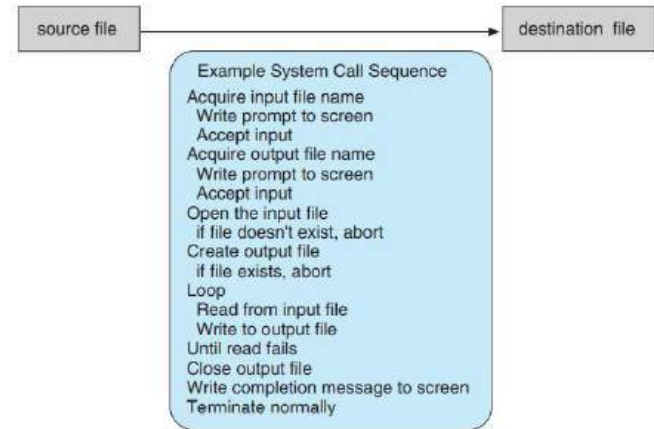 source file
destination file
Example System Call Sequence
Acquire input file name
Write prompt to screen
Accept input
Acquire output file name
Write prompt to screen
Accept input
Open the input file
if file doesn't exist, abort
Create output file
if file exists, abort
Loop
Read from input file
Write to output file
Until read fails
Close output file
Write completion message to screen
Terminate normally